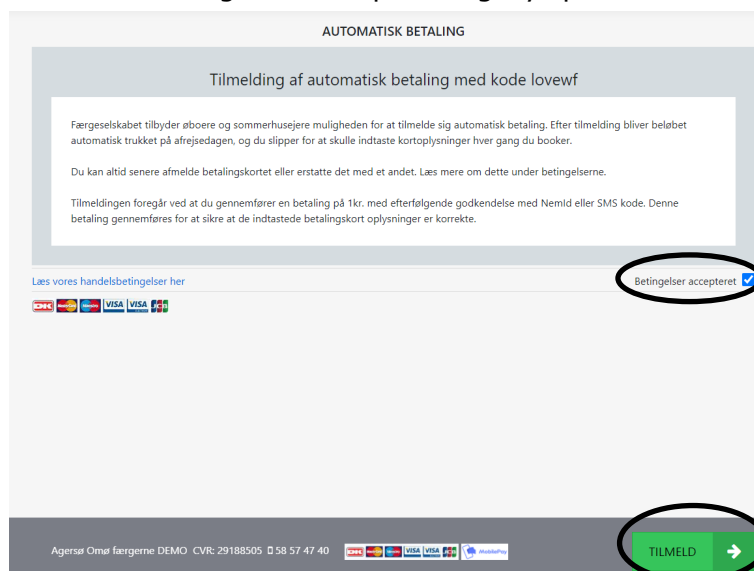 AUTOMATISK BETALING
Tilmelding af automatisk betaling med kode lovewf
Færgeselskabet tilbyder øboere og sommerhusejere muligheden for at tilmelde sig automatisk betaling. Efter tilmelding bliver beløbet
automatisk trukket på afrejsedagen, og du slipper for at skulle indtaste kortoplysninger hver gang du booker.
Du kan altid senere afmelde betalingskortet eller erstatte det med et andet. Læs mere om dette under betingelserne.
Tilmeldingen foregår ved at du gennemfører en betaling på 1kr. med efterfølgende godkendelse med NemId eller SMS kode. Denne
betaling gennemføres for at sikre at de indtastede betalingskort oplysninger er korrekte.
Læs vores handelsbetingelser her
Betingelser accepteret
VISA VISA
Agersø Omø færgerne DEMO CVR: 29188505 58 57 47 40
VISA VISA MobilePay
TILMELD